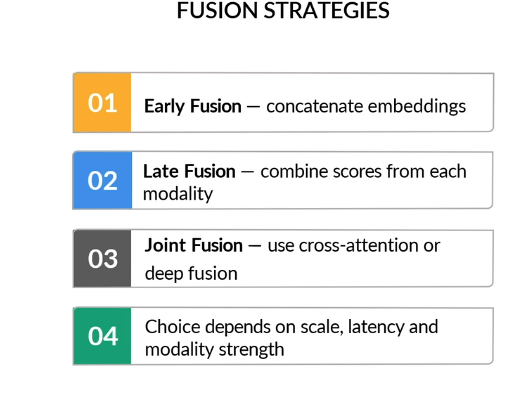 FUSION STRATEGIES
01
Early Fusion — concatenate embeddings
02
Late Fusion — combine scores from each
modality
03
Joint Fusion — use cross-attention or
deep fusion
04
Choice depends on scale, latency and
modality strength